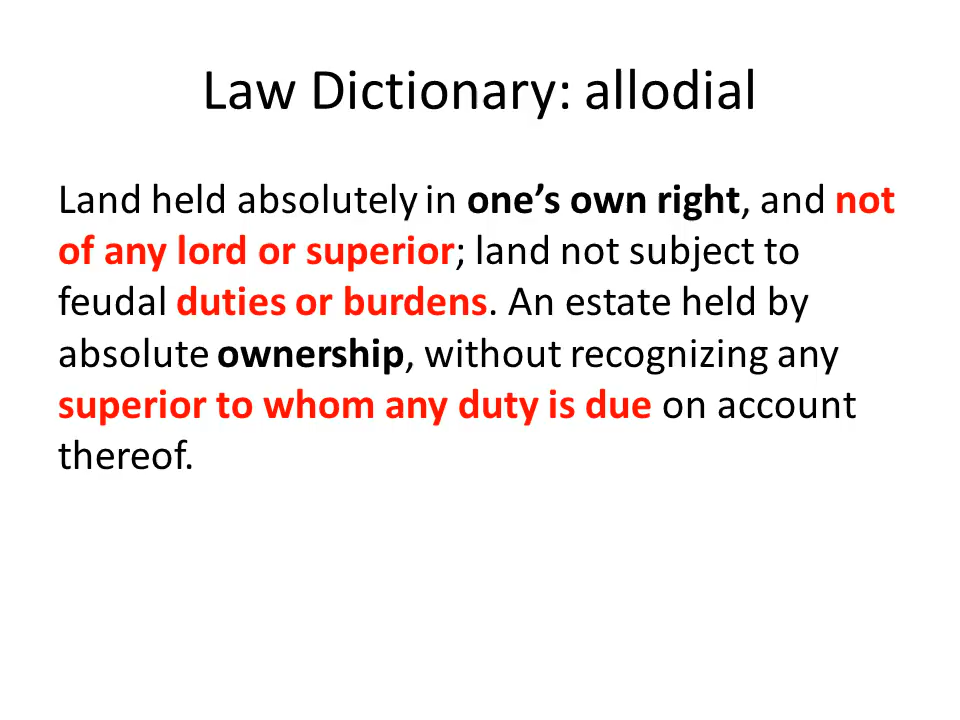 Law Dictionary: allodial
Land held absolutely in one’s own right, and not
of any lord or superior; land not subject to
feudal duties or burdens. An estate held by
absolute ownership, without recognizing any
superior to whom any duty is due on account
thereof.